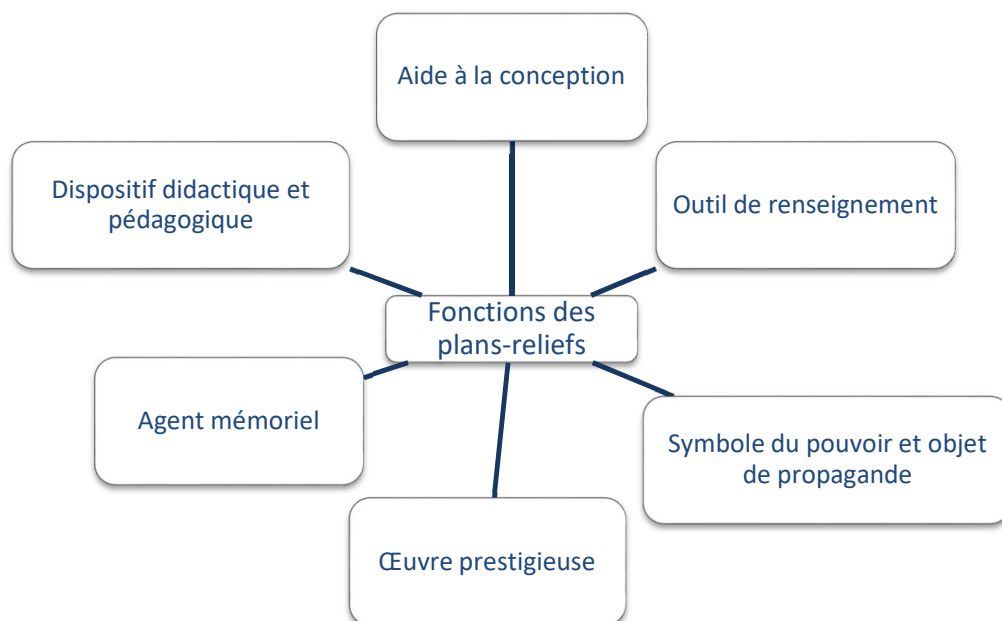 Aide à la conception
Dispositif didactique et
pédagogique
Outil de renseignement
Fonctions des
plans-reliefs
Agent mémoriel
Symbole du pouvoir et objet
de propagande
Œuvre prestigieuse